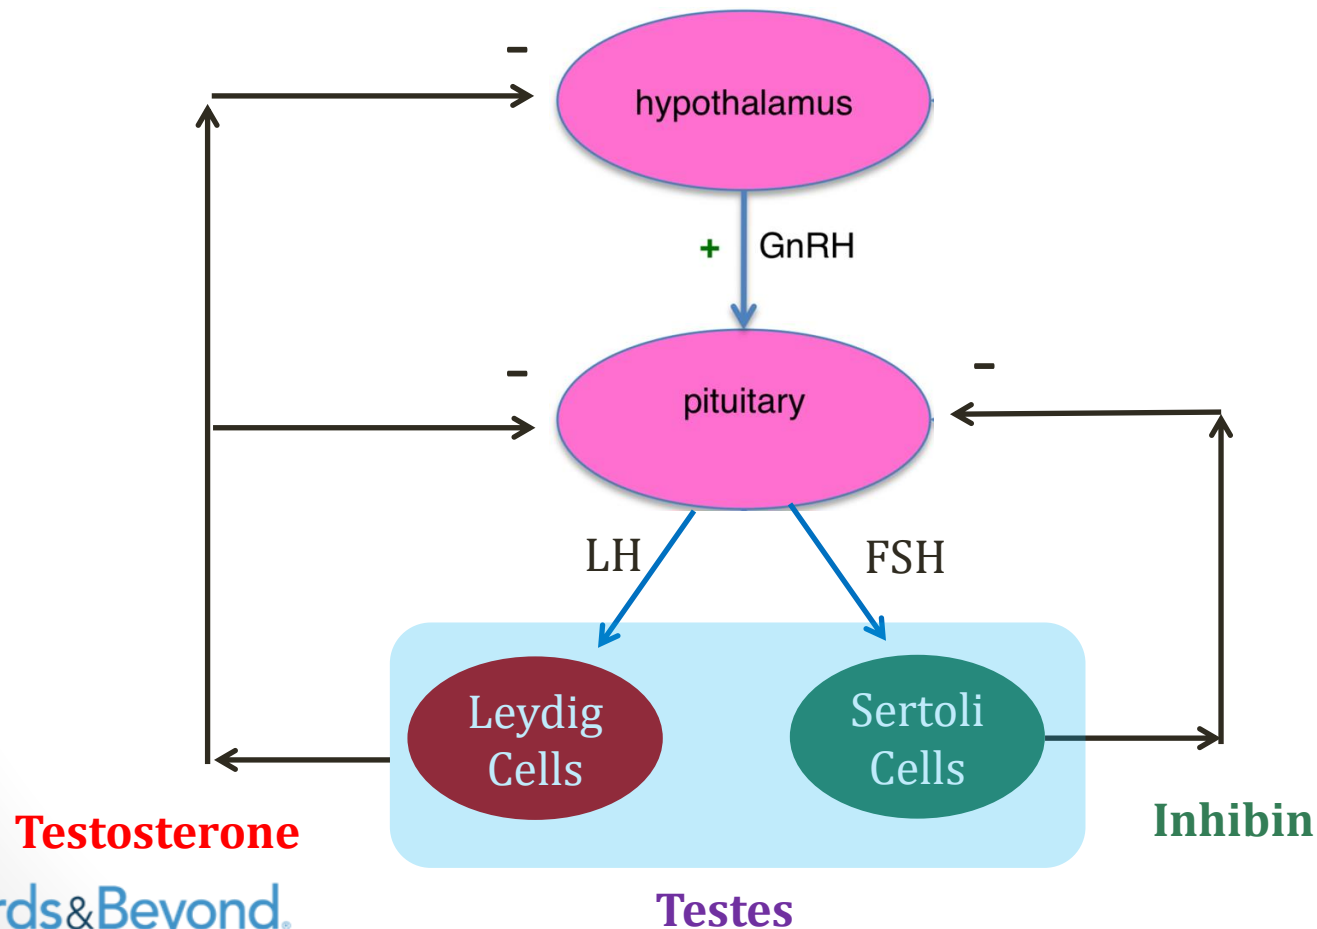 -
hypothalamus
+ GnRH
-
-
pituitary
LH
FSH
Leydig
Cells
Sertoli
Cells
Testosterone
Inhibin
rds&Beyond.
Testes